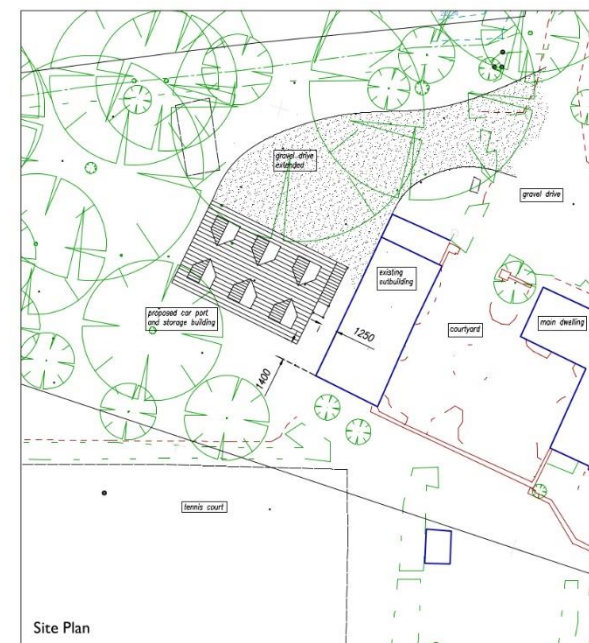 gravel drive
extended
gravel drive
existing
outbuilding
proposed car port
and storage building
1250
courtyard
main dwelling
1400
tennis court
Site Plan